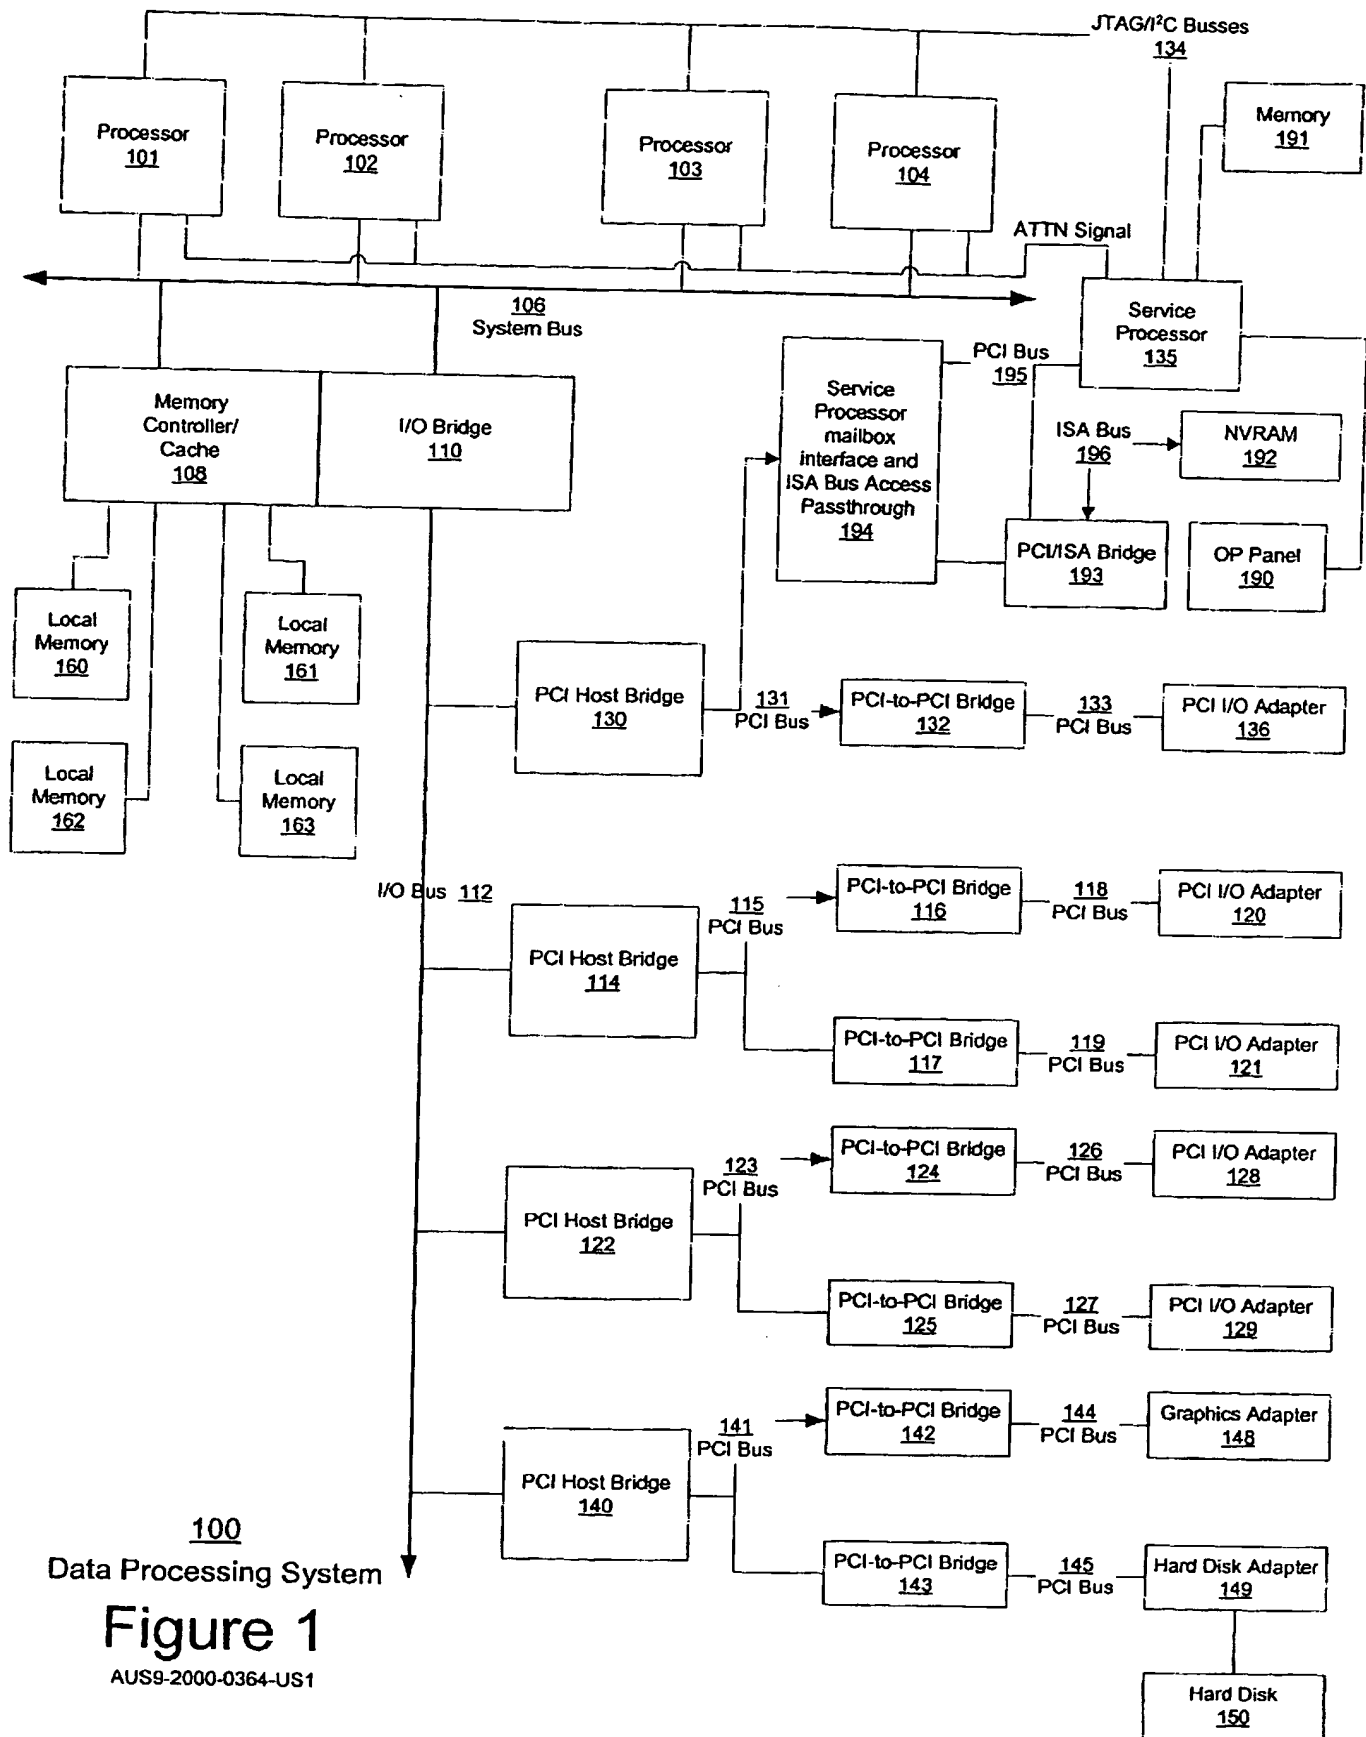 JTAG/I²C Busses
134
Processor
101
Processor
102
Processor
103
Processor
104
Memory
191
ATTN Signal
106
System Bus
Service
Processor
135
PCI Bus
195
Service
Processor
mailbox
interface and
ISA Bus Access
Passthrough
194
Memory
Controller/
Cache
108
I/O Bridge
110
ISA Bus
196
NVRAM
192
PCI/ISA Bridge
193
OP Panel
190
Local
Memory
160
Local
Memory
161
Local
Memory
162
Local
Memory
163
PCI Host Bridge
130
131
PCI Bus
PCI-to-PCI Bridge
132
133
PCI Bus
PCI I/O Adapter
136
I/O Bus 112
PCI Host Bridge
114
115
PCI Bus
PCI-to-PCI Bridge
116
118
PCI Bus
PCI I/O Adapter
120
PCI-to-PCI Bridge
117
119
PCI Bus
PCI I/O Adapter
121
PCI Host Bridge
122
123
PCI Bus
PCI-to-PCI Bridge
124
126
PCI Bus
PCI I/O Adapter
128
PCI-to-PCI Bridge
125
127
PCI Bus
PCI I/O Adapter
129
PCI Host Bridge
140
141
PCI Bus
PCI-to-PCI Bridge
142
144
PCI Bus
Graphics Adapter
148
PCI-to-PCI Bridge
143
145
PCI Bus
Hard Disk Adapter
149
Hard Disk
150
100
Data Processing System
Figure 1
AUS9-2000-0364-US1